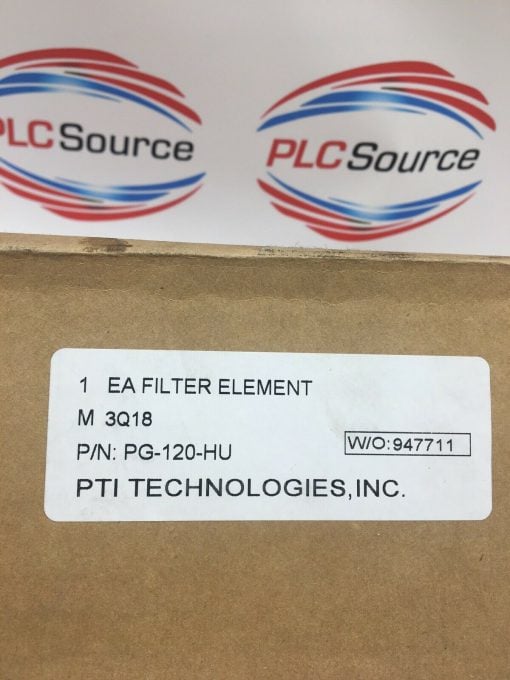 PLCSource
PLCSource
1 EA FILTER ELEMENT
M 3Q18
P/N: PG-120-HU
W/O:947711
PTI TECHNOLOGIES,INC.